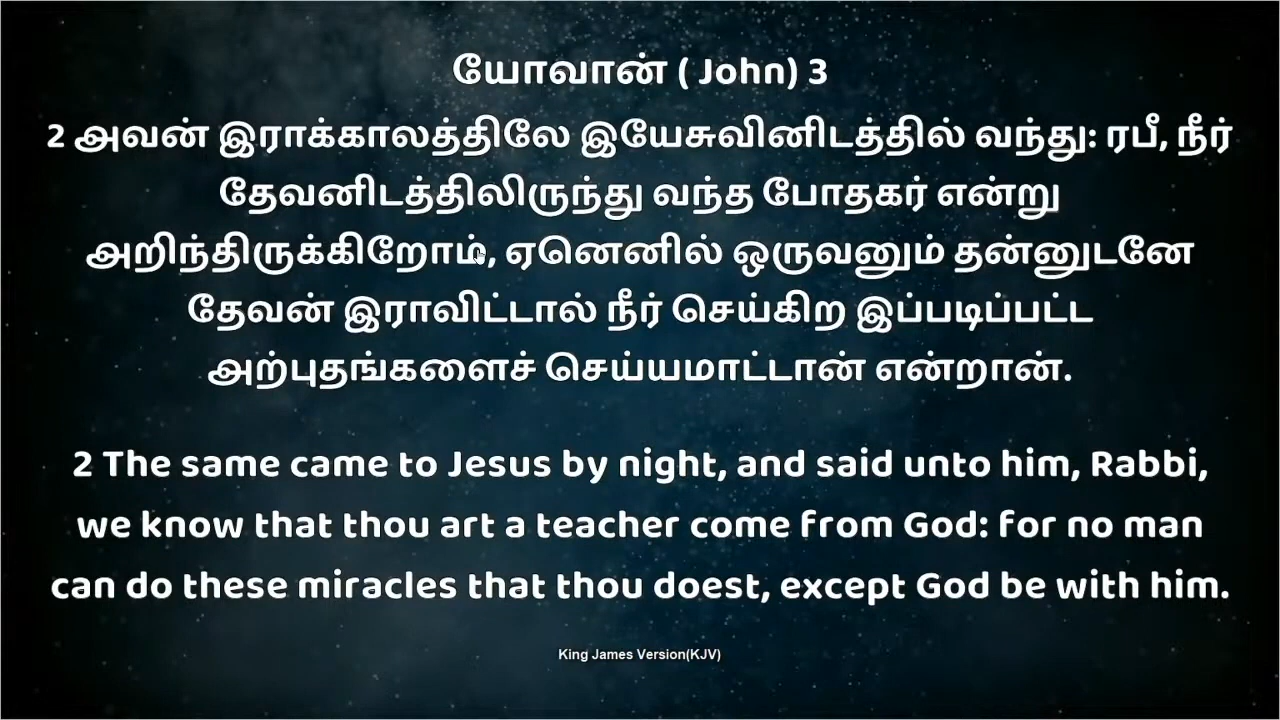 யோவான் ( John) 3
2 அவன் இராக்காலத்திலே இயேசுவினிடத்தில் வந்து: ரபீ, நீர்
தேவனிடத்திலிருந்து வந்த போதகர் என்று
அறிந்திருக்கிறோம், ஏனெனில் ஒருவனும் தன்னுடனே
தேவன் இராவிட்டால் நீர் செய்கிற இப்படிப்பட்ட
அற்புதங்களைச் செய்யமாட்டான் என்றான்.
2 The same came to Jesus by night, and said unto him, Rabbi,
we know that thou art a teacher come from God: for no man
can do these miracles that thou doest, except God be with him.
King James Version(KJV)